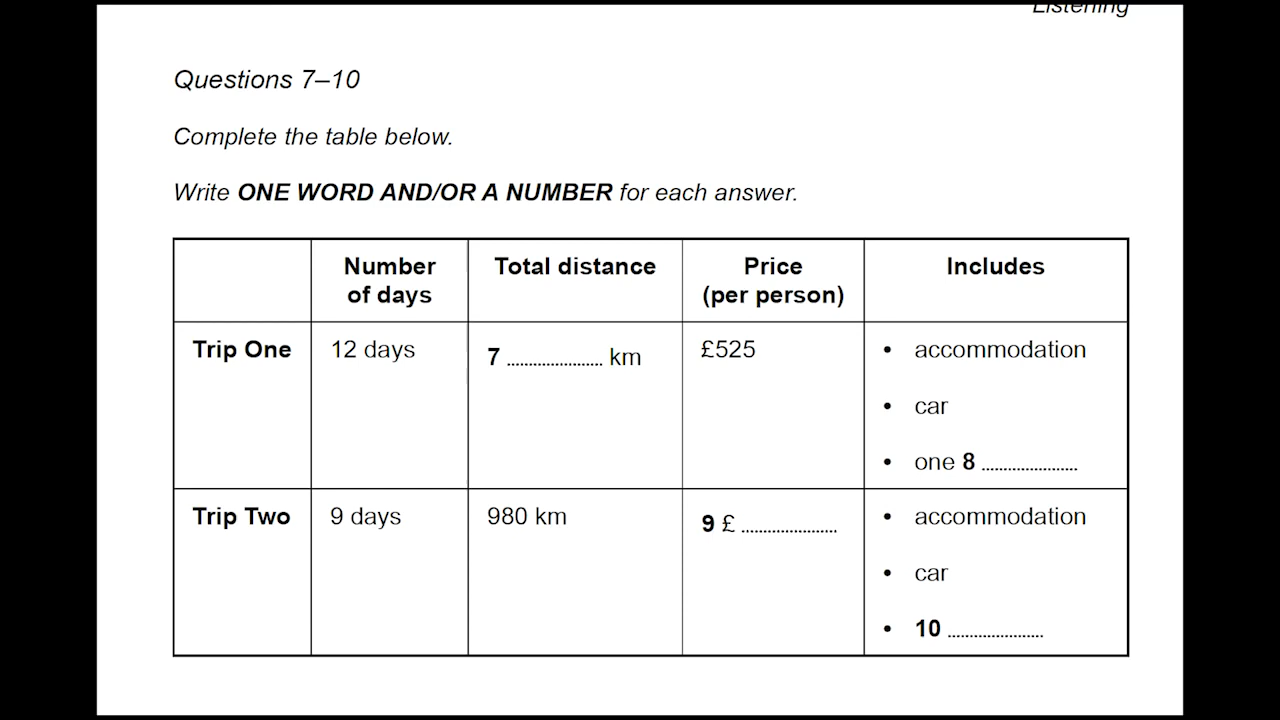 Listening
Questions 7–10
Complete the table below.
Write ONE WORD AND/OR A NUMBER for each answer.
Number of days Total distance Price (per person) Includes
Trip One 12 days 7 ...................... km £525 • accommodation
• car
• one 8 ......................
Trip Two 9 days 980 km 9 £ ...................... • accommodation
• car
• 10 ......................